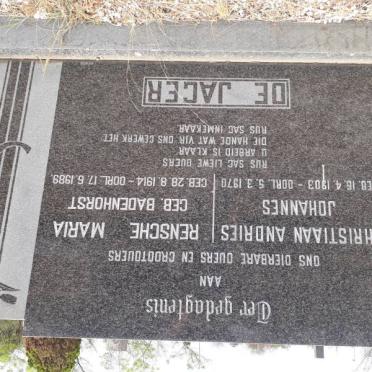 Ter gedagtenis
AAN
ONS DIERBARE OUERS EN GROOTOUERS
CHRISTIAAN ANDRIES
JOHANNES
GEB. 16. 4. 1903 - OORL. 5. 3. 1970
RENSCHE MARIA
GEB. BADENHORST
GEB. 28. 8. 1914 - OORL. 17. 6. 1989.
RUS SAG LIEWE OUERS
U ARBEID IS KLAAR
DIE HANDE WAT VIR ONS GEWERK HET
RUS SAG INMEKAAR
DE JAGER